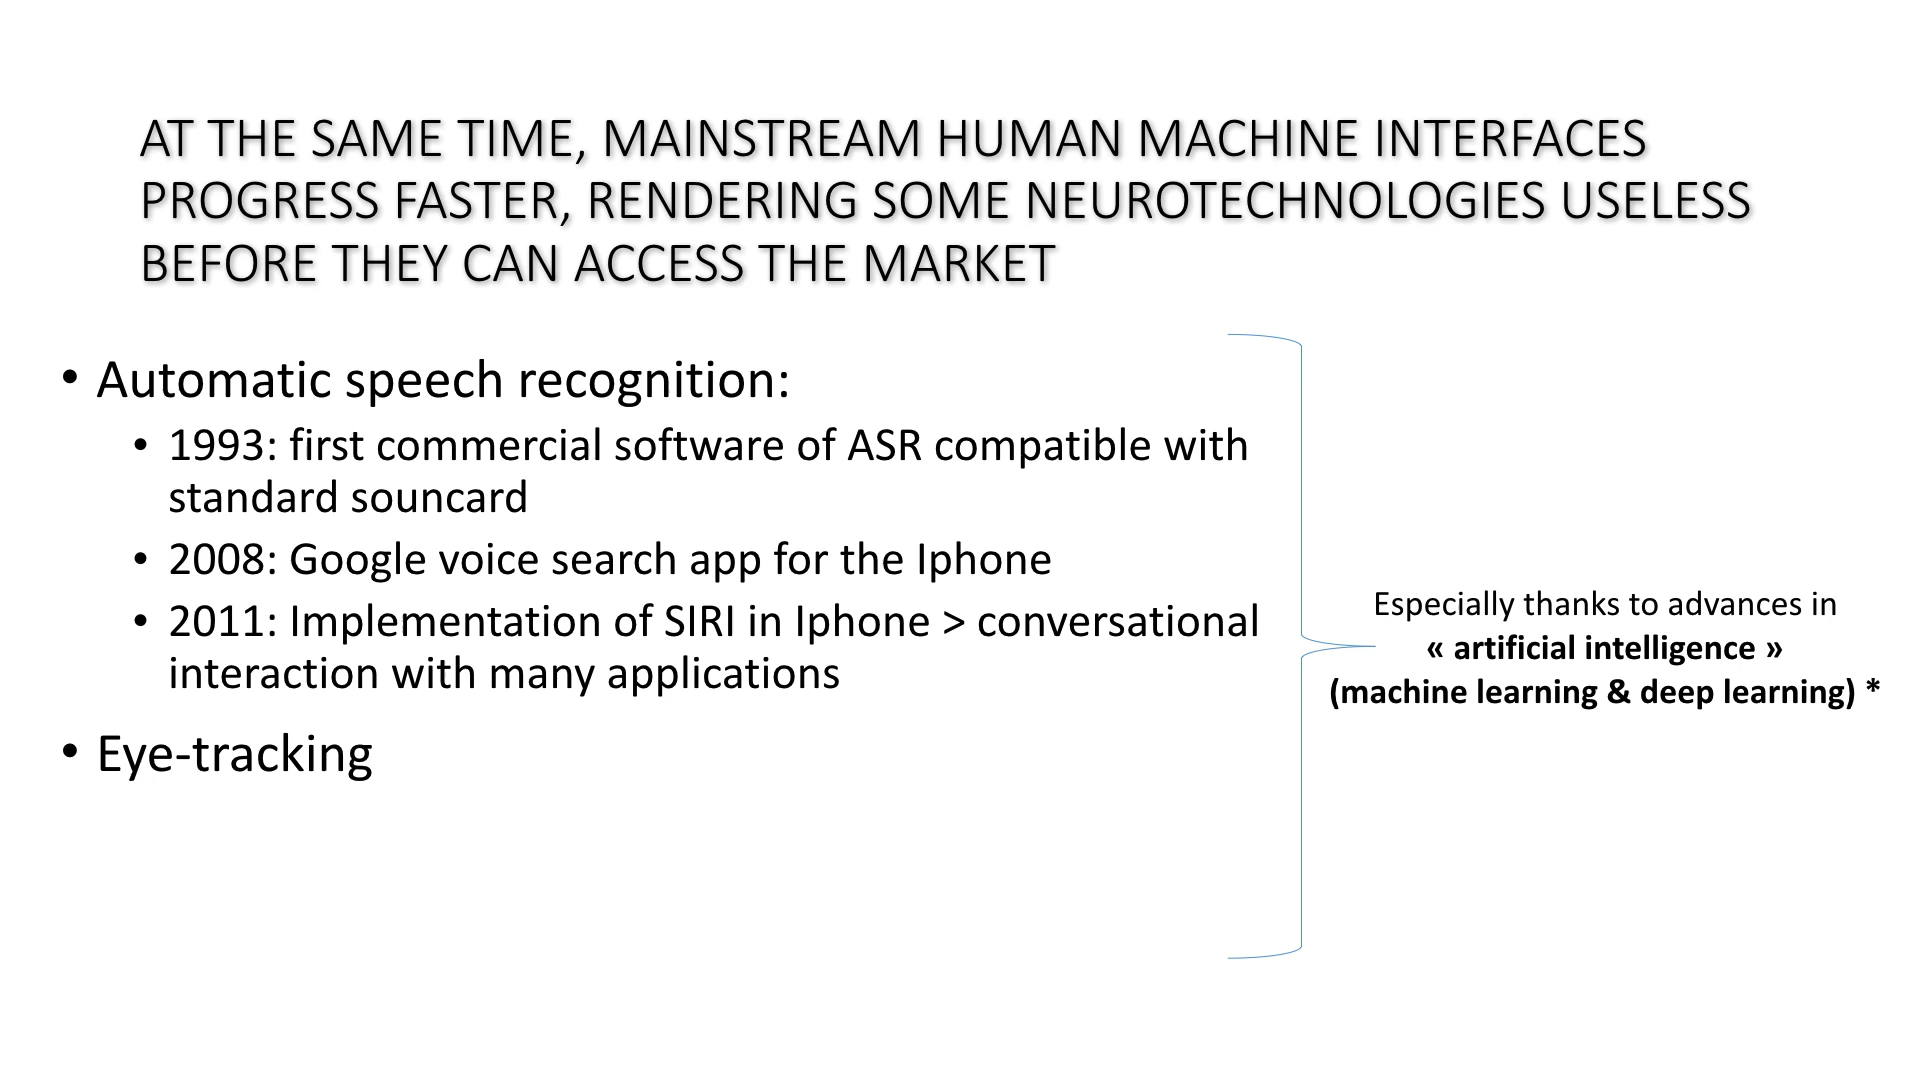 AT THE SAME TIME, MAINSTREAM HUMAN MACHINE INTERFACES
PROGRESS FASTER, RENDERING SOME NEUROTECHNOLOGIES USELESS
BEFORE THEY CAN ACCESS THE MARKET
• Automatic speech recognition:
• 1993: first commercial software of ASR compatible with
standard souncard
• 2008: Google voice search app for the Iphone
• 2011: Implementation of SIRI in Iphone > conversational
interaction with many applications
• Eye-tracking
Especially thanks to advances in
« artificial intelligence »
(machine learning & deep learning) *